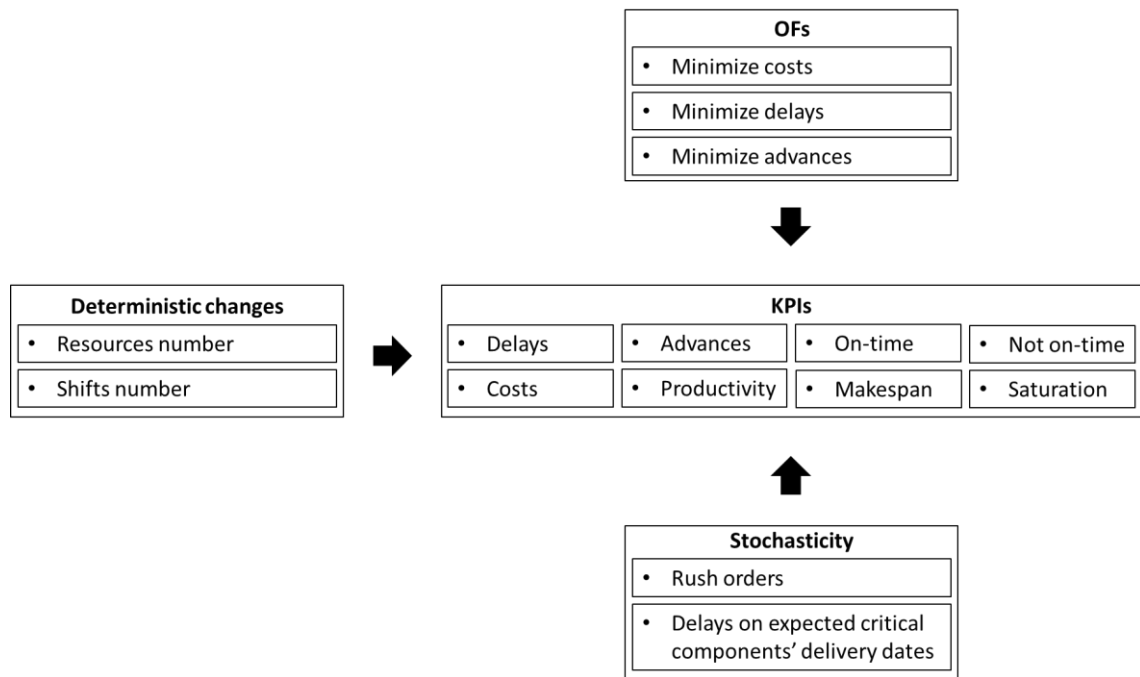 OFs
• Minimize costs
• Minimize delays
• Minimize advances
Deterministic changes
• Resources number
• Shifts number
KPIs
• Delays
• Advances
• On-time
• Not on-time
• Costs
• Productivity
• Makespan
• Saturation
Stochasticity
• Rush orders
• Delays on expected critical
components’ delivery dates